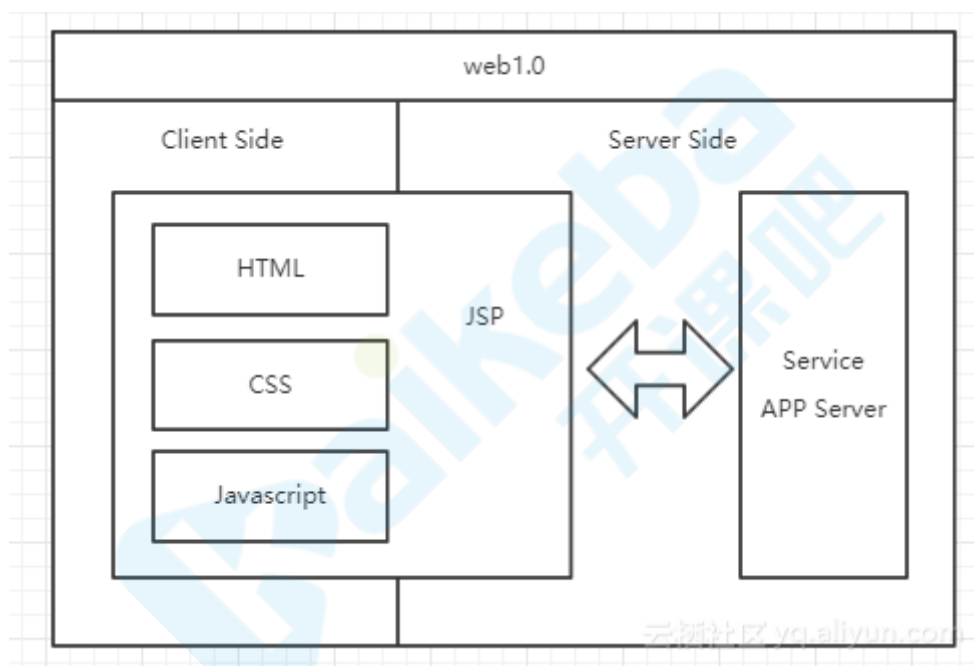 web1.0
Client Side
Server Side
HTML
CSS
Javascript
JSP
Service
APP Server
Kaikeba
开课吧
云栖社区 yq.aliyun.com